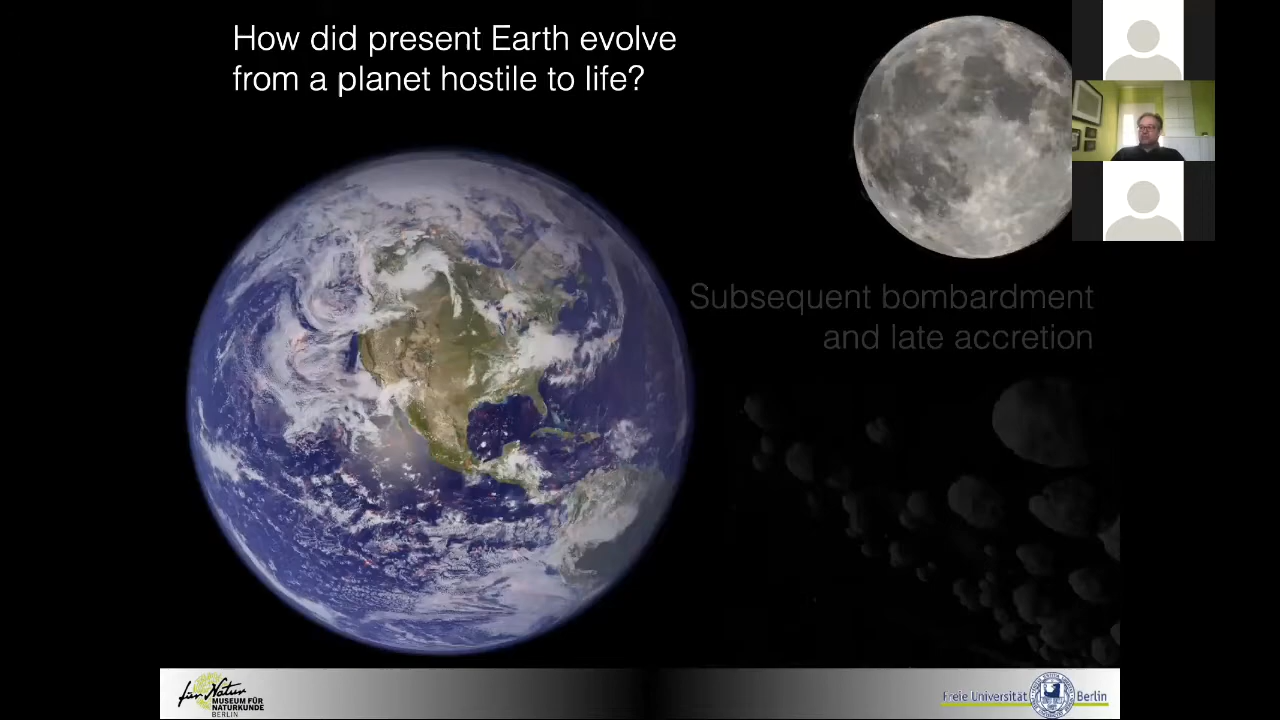 How did present Earth evolve
from a planet hostile to life?
Subsequent bombardment
and late accretion
für Natur
MUSEUM FÜR
NATURKUNDE
BERLIN
Freie Universität Berlin